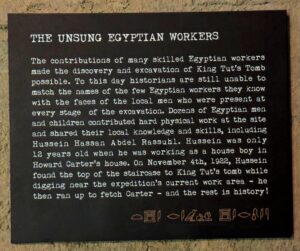 THE UNSUNG EGYPTIAN WORKERS
The contributions of many skilled Egyptian workers
made the discovery and excavation of King Tut's Tomb
possible. To this day historians are still unable to
match the names of the few Egyptian workers they know
with the faces of the local men who were present at
every stage of the excavation. Dozens of Egyptian men
and children contributed hard physical work at the site
and shared their local knowledge and skills, including
Hussein Hassan Abdel Rassuhl. Hussein was only
12 years old when he was working as a house boy in
Howard Carter's house. On November 4th, 1922, Hussein
found the top of the staircase to King Tut's tomb while
digging near the expedition's current work area - he
then ran up to fetch Carter - and the rest is history!